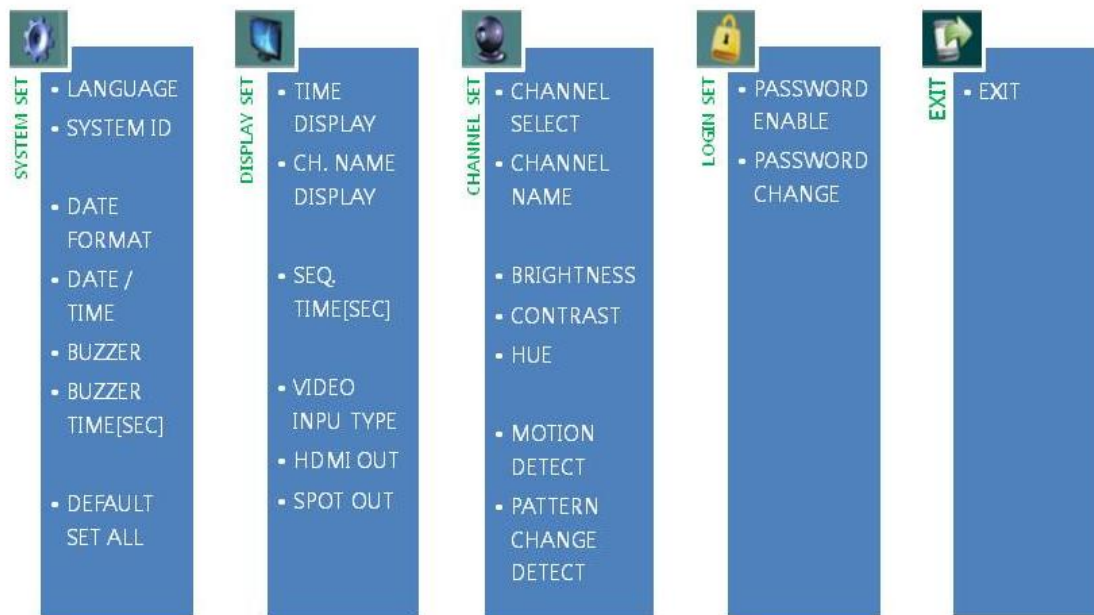 SYSTEM SET
• LANGUAGE
• SYSTEM ID
• DATE
FORMAT
• DATE /
TIME
• BUZZER
• BUZZER
TIME[SEC]
• DEFAULT
SET ALL
DISPLAY SET
• TIME
DISPLAY
• CH. NAME
DISPLAY
• SEQ.
TIME[SEC]
• VIDEO
INPU TYPE
• HDMI OUT
• SPOT OUT
CHANNEL SET
• CHANNEL
SELECT
• CHANNEL
NAME
• BRIGHTNESS
• CONTRAST
• HUE
• MOTION
DETECT
• PATTERN
CHANGE
DETECT
LOGIN SET
• PASSWORD
ENABLE
• PASSWORD
CHANGE
EXIT
• EXIT